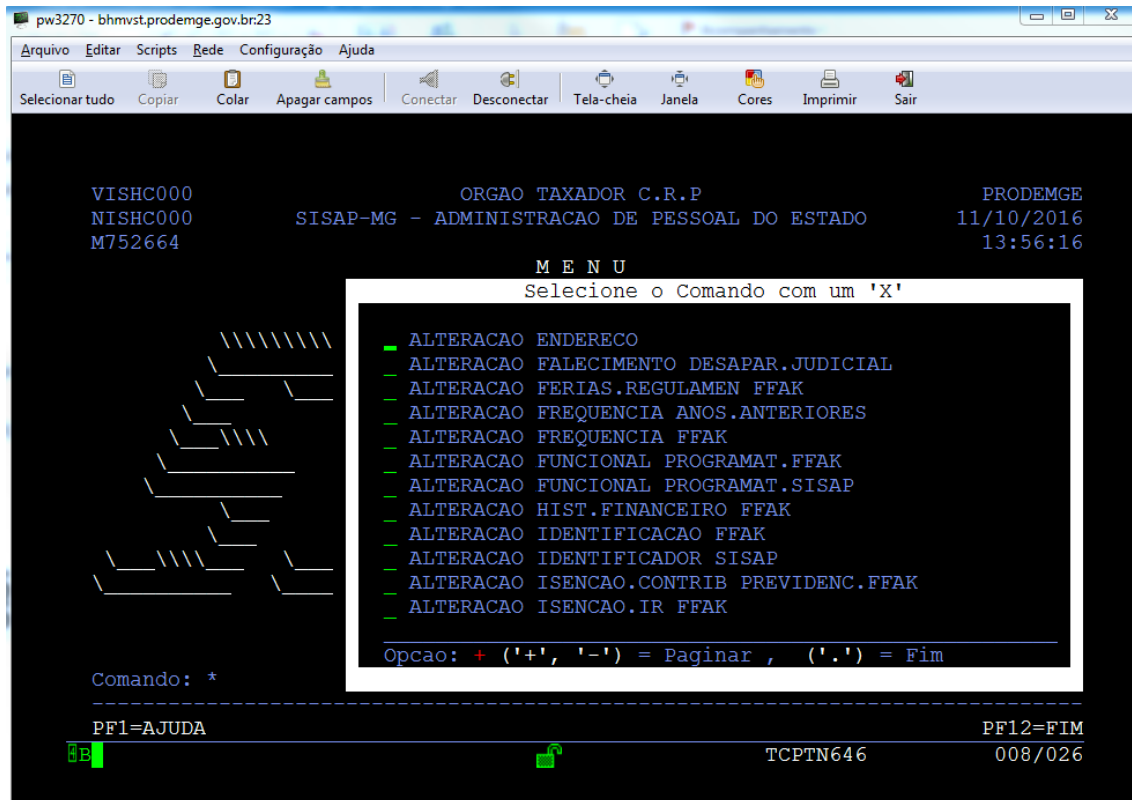 pw3270 - bhmvst.prodemge.gov.br:23
Arquivo Editar Scripts Rede Configuração Ajuda
Selecionar tudo Copiar Colar Apagar campos Conectar Desconectar Tela-cheia Janela Cores Imprimir Sair
VISHC000 ORGAO TAXADOR C.R.P PRODEMGE
NISHC000 SISAP-MG - ADMINISTRACAO DE PESSOAL DO ESTADO 11/10/2016
M752664 13:56:16
M E N U
Selecione o Comando com um 'X'
_ ALTERACAO ENDERECO
_ ALTERACAO FALECIMENTO DESAPAR.JUDICIAL
_ ALTERACAO FERIAS.REGULAMEN FFAK
_ ALTERACAO FREQUENCIA ANOS.ANTERIORES
_ ALTERACAO FREQUENCIA FFAK
_ ALTERACAO FUNCIONAL PROGRAMAT.FFAK
_ ALTERACAO FUNCIONAL PROGRAMAT.SISAP
_ ALTERACAO HIST.FINANCEIRO FFAK
_ ALTERACAO IDENTIFICACAO FFAK
_ ALTERACAO IDENTIFICADOR SISAP
_ ALTERACAO ISENCAO.CONTRIB PREVIDENC.FFAK
_ ALTERACAO ISENCAO.IR FFAK
Opcao: + ('+', '-') = Paginar , ('.') = Fim
Comando: *
PF1=AJUDA PF12=FIM
4B TCPTN646 008/026